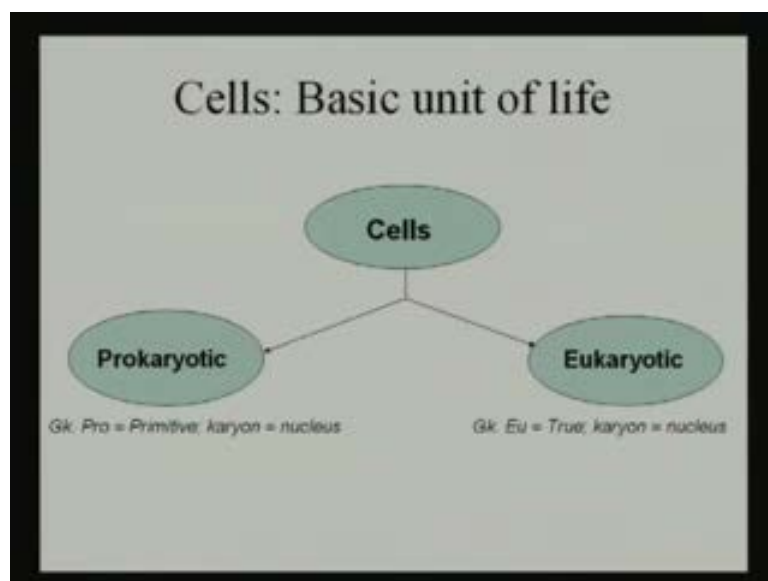 Cells: Basic unit of life
Cells
Prokaryotic
Eukaryotic
Gk. Pro = Primitive; karyon = nucleus
Gk. Eu = True; karyon = nucleus